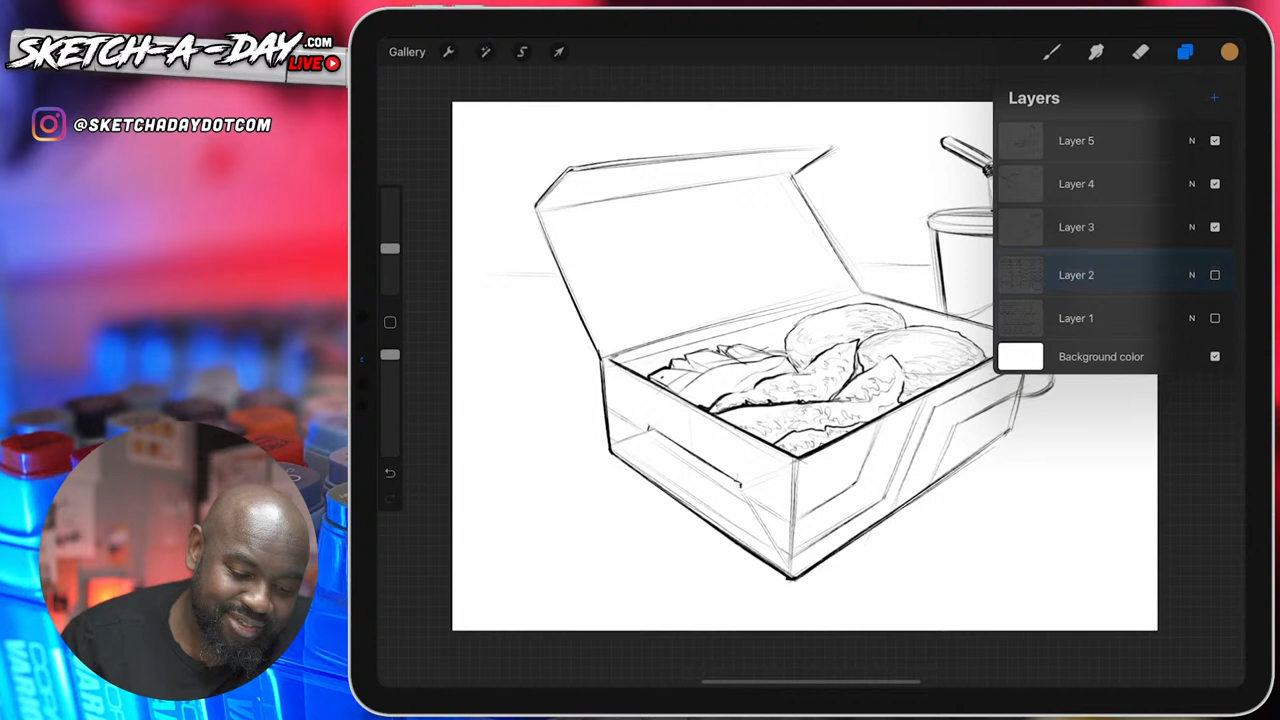 SKETCH-A-DAY.COM
LIVE
@SKETCHADAYDOTCOM
Gallery
Layers
Layer 5
N
Layer 4
N
Layer 3
N
Layer 2
N
Layer 1
N
Background color